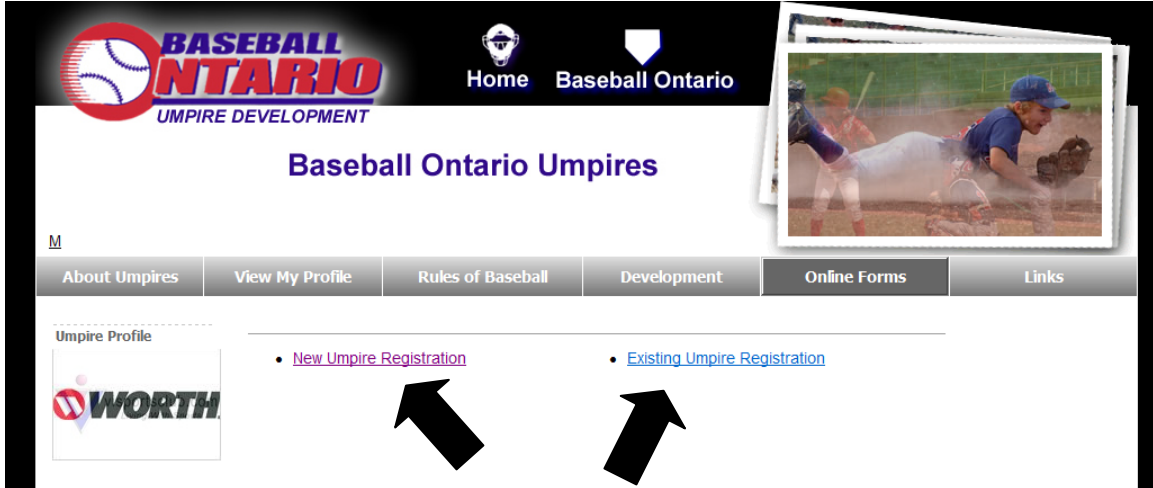 BASEBALL
ONTARIO
UMPIRE DEVELOPMENT
Home Baseball Ontario
Baseball Ontario Umpires
M
About Umpires View My Profile Rules of Baseball Development Online Forms Links
Umpire Profile
• New Umpire Registration • Existing Umpire Registration
WORTH